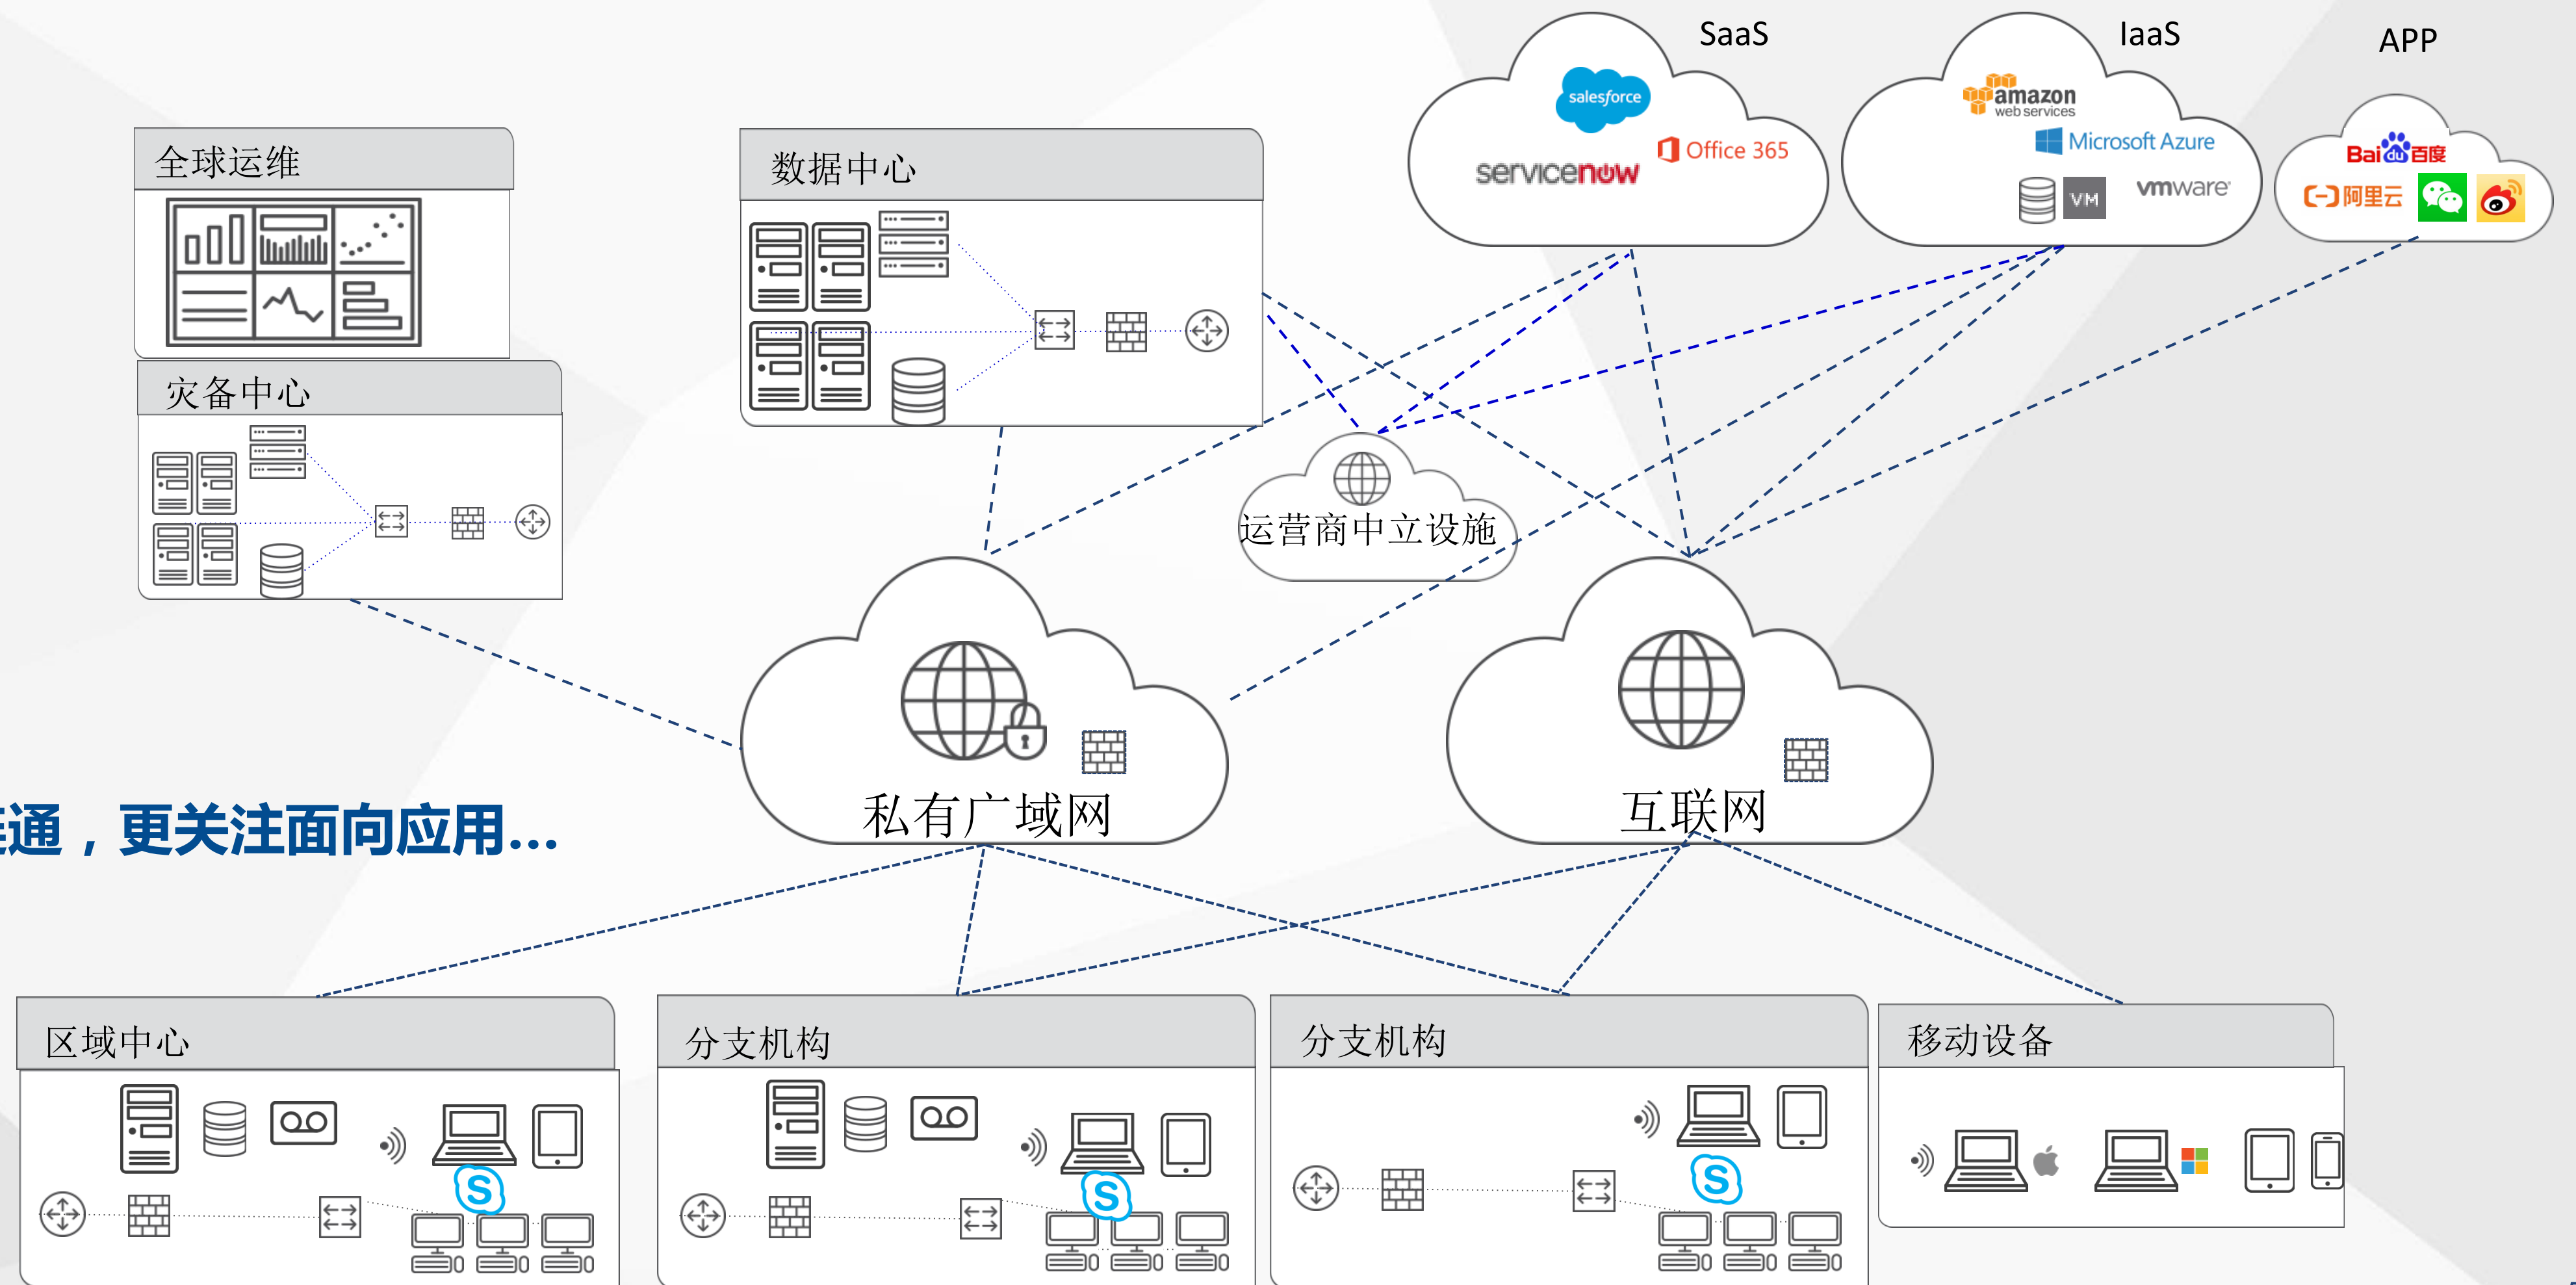 SaaS
IaaS
APP
salesforce
Office 365
servicenow
amazon
web services
Microsoft Azure
VM
vmware
Bai du 百度
阿里云
全球运维
数据中心
灾备中心
运营商中立设施
私有广域网
互联网
通，更关注面向应用...
区域中心
分支机构
分支机构
移动设备
S
S
S